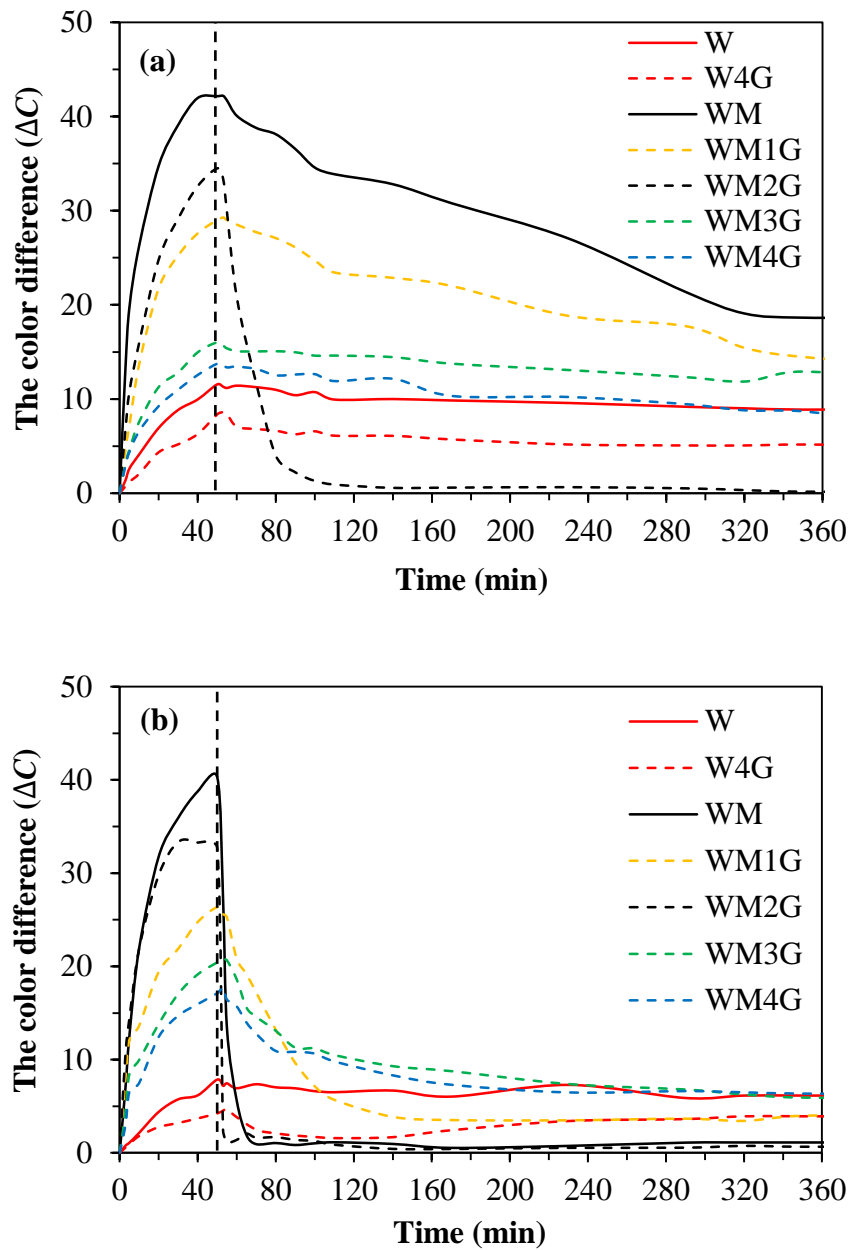 50
40
30
20
10
0
The color difference (ΔC)
(a)
W
W4G
WM
WM1G
WM2G
WM3G
WM4G
0 40 80 120 160 200 240 280 320 360
Time (min)
50
40
30
20
10
0
The color difference (ΔC)
(b)
W
W4G
WM
WM1G
WM2G
WM3G
WM4G
0 40 80 120 160 200 240 280 320 360
Time (min)